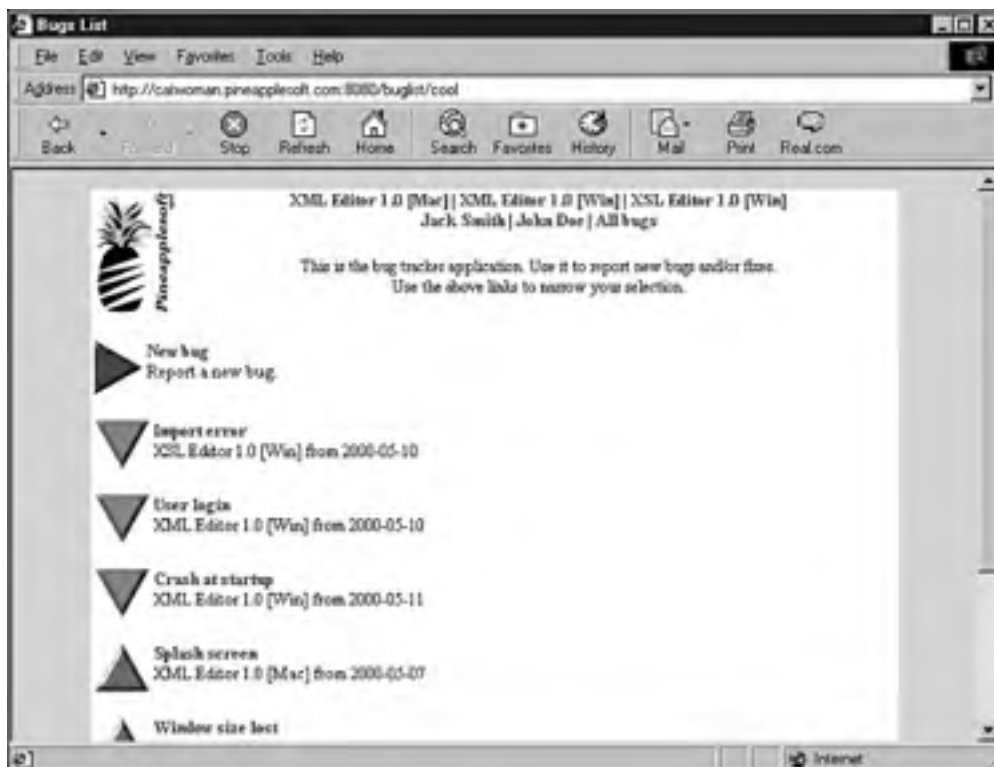 Bugs List
File Edit View Favorites Tools Help
Address http://catwoman.pineapplesoft.com:8080/buglist/cool
Back Forward Stop Refresh Home Search Favorites History Mail Print Real.com
Pineapplesoft
XML Editor 1.0 [Mac] | XML Editor 1.0 [Win] | XSL Editor 1.0 [Win]
Jack Smith | John Doe | All bugs
This is the bug tracker application. Use it to report new bugs and/or fixes.
Use the above links to narrow your selection.
New bug
Report a new bug.
Import error
XSL Editor 1.0 [Win] from 2000-05-10
User login
XML Editor 1.0 [Win] from 2000-05-10
Crash at startup
XML Editor 1.0 [Win] from 2000-05-11
Splash screen
XML Editor 1.0 [Mac] from 2000-05-07
Window size lost
Internet